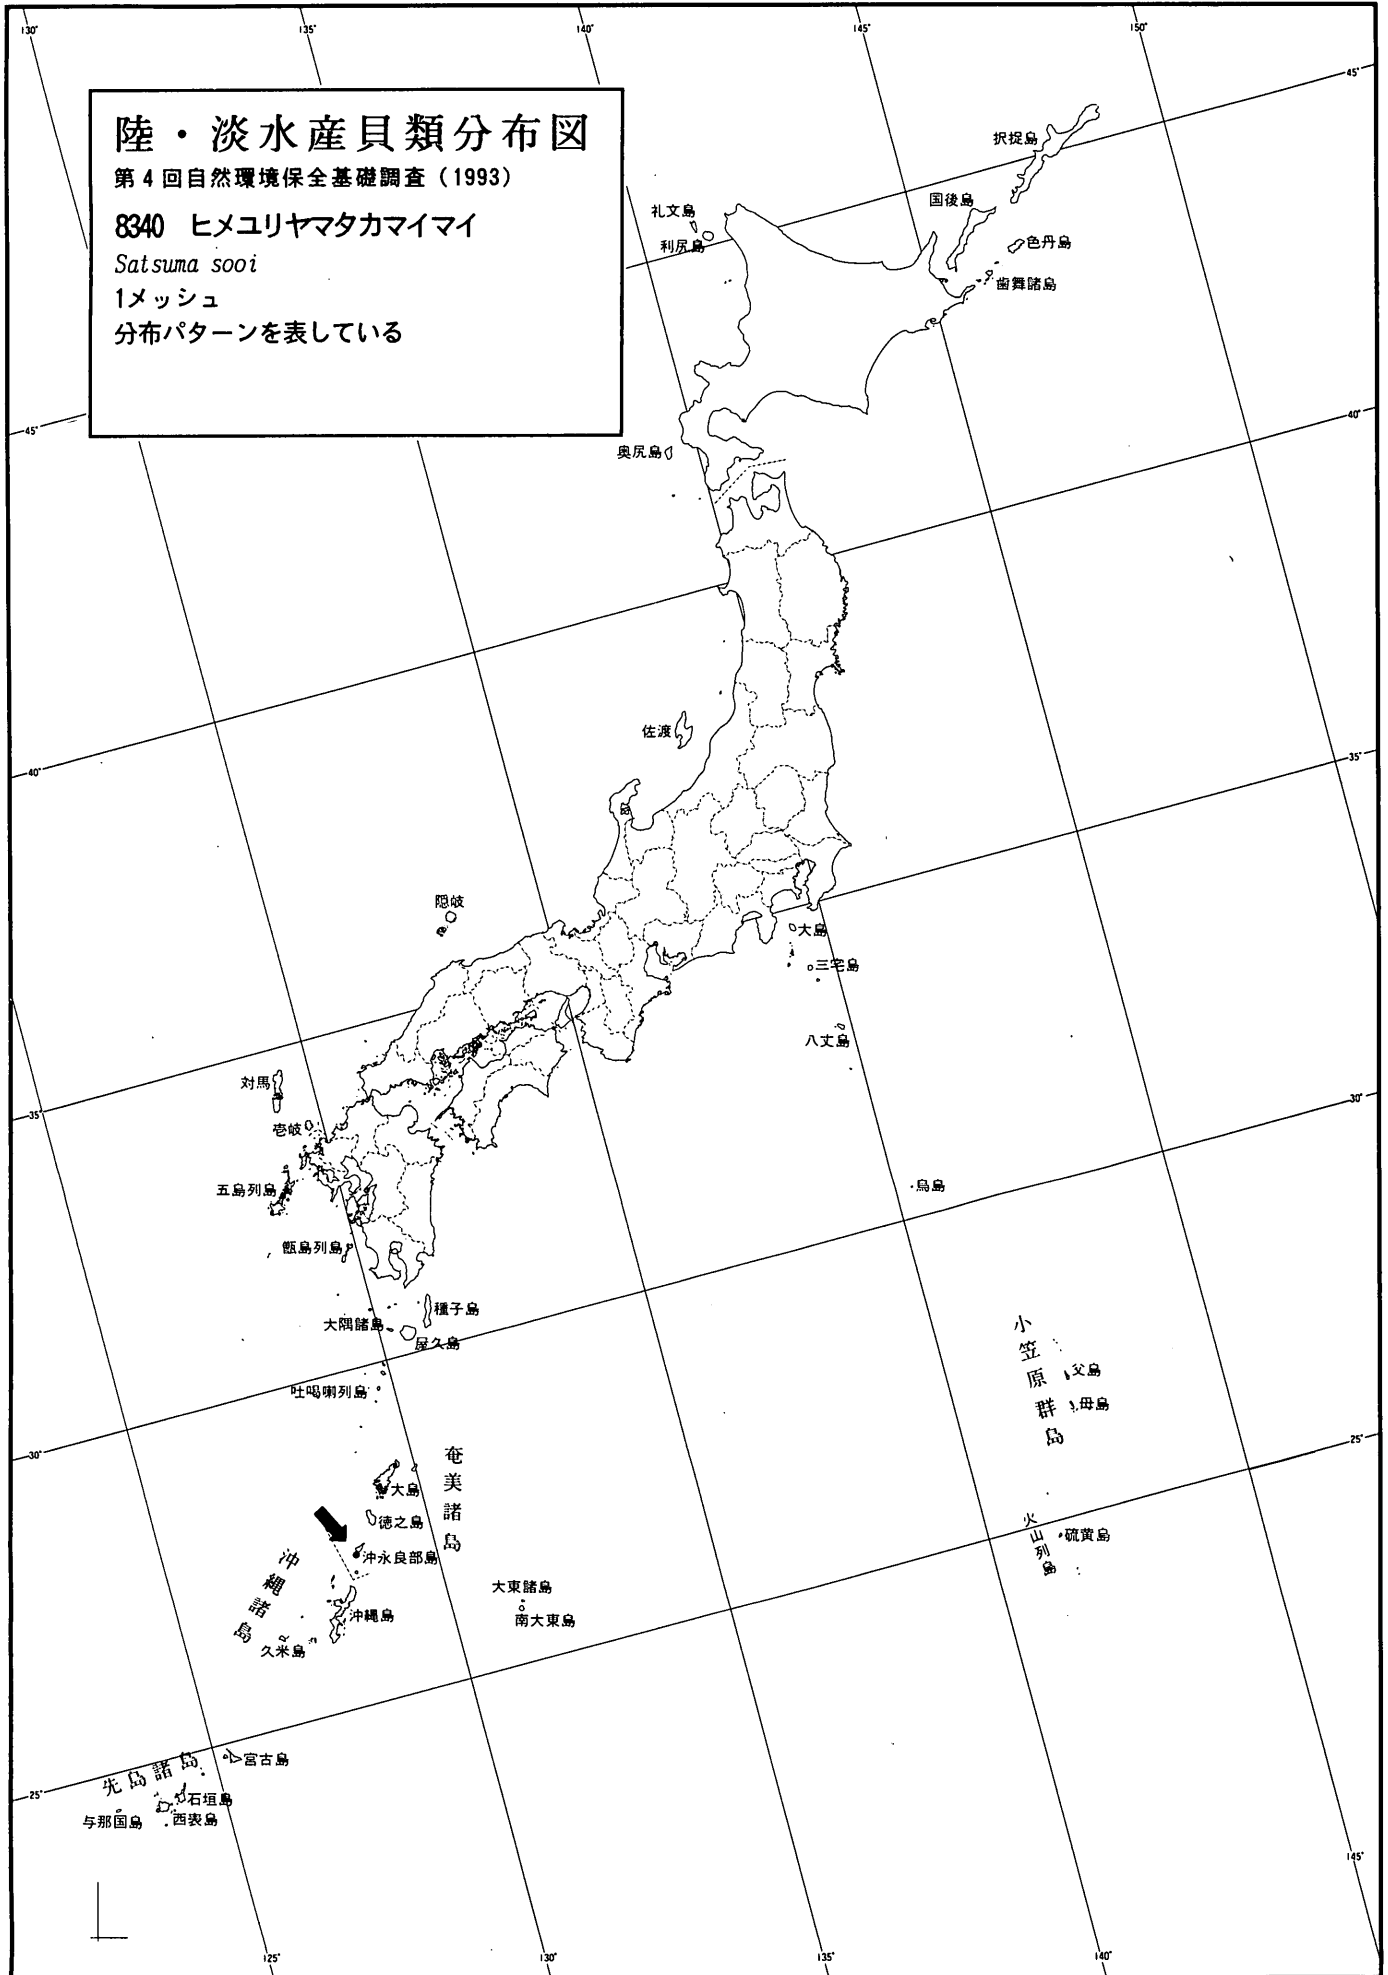 130°
135°
140°
145°
150°
陸・淡水産貝類分布図
第4回自然環境保全基礎調査(1993)
8340 ヒメユリヤマタカマイマイ
Satsuma sooi
1メッシュ
分布パターンを表している
45°
択捉島
国後島
礼文島
利尻島
色丹島
歯舞諸島
40°
45°
奥尻島
佐渡
35°
40°
隠岐
大島
三宅島
八丈島
対馬
35°
壱岐
30°
五島列島
鳥島
甑島列島
種子島
大隅諸島
屋久島
小笠原群島
父島
吐噶喇列島
母島
25°
30°
奄美諸島
大島
徳之島
火山列島
硫黄島
沖永良部島
沖縄諸島
大東諸島
沖縄島
南大東島
久米島
宮古島
先島諸島
25°
石垣島
与那国島
西表島
145°
125°
130°
135°
140°